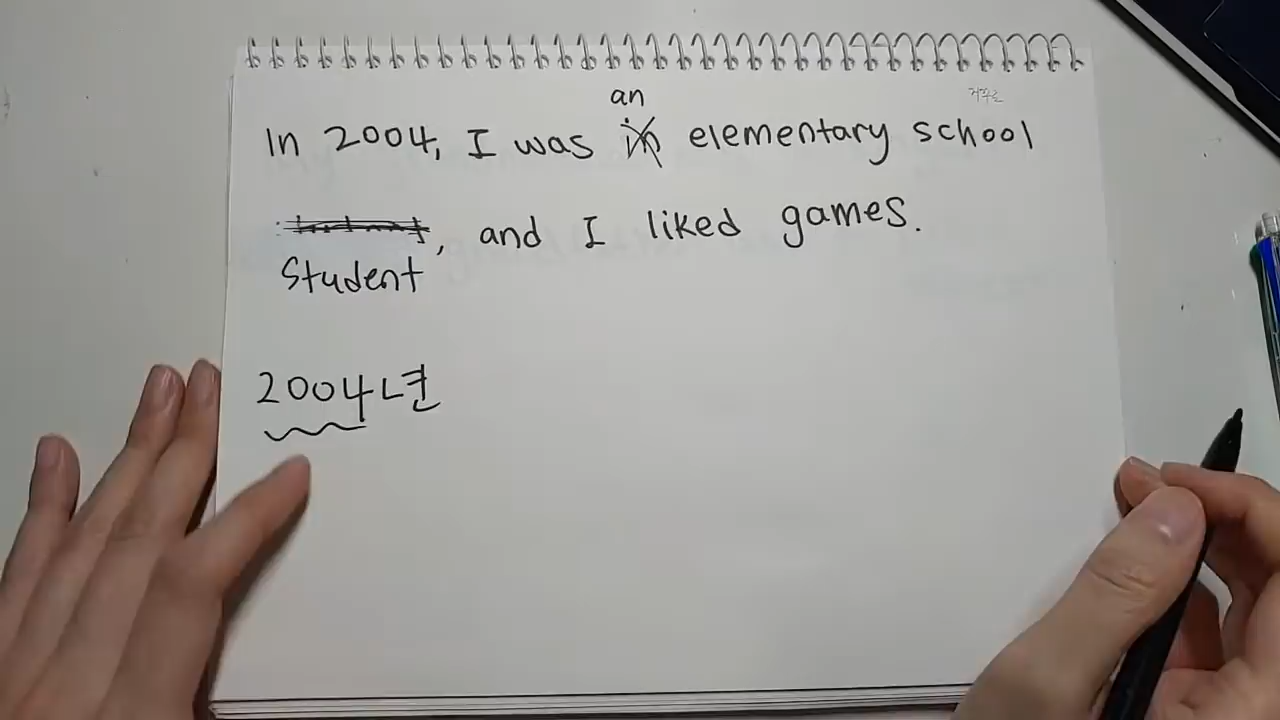 an
In 2004, I was in elementary school
, and I liked games.
student
2004년